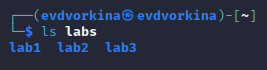 ┌──(evdvorkina㉿evdvorkina)-[~]
└─$ ls labs
lab1  lab2  lab3